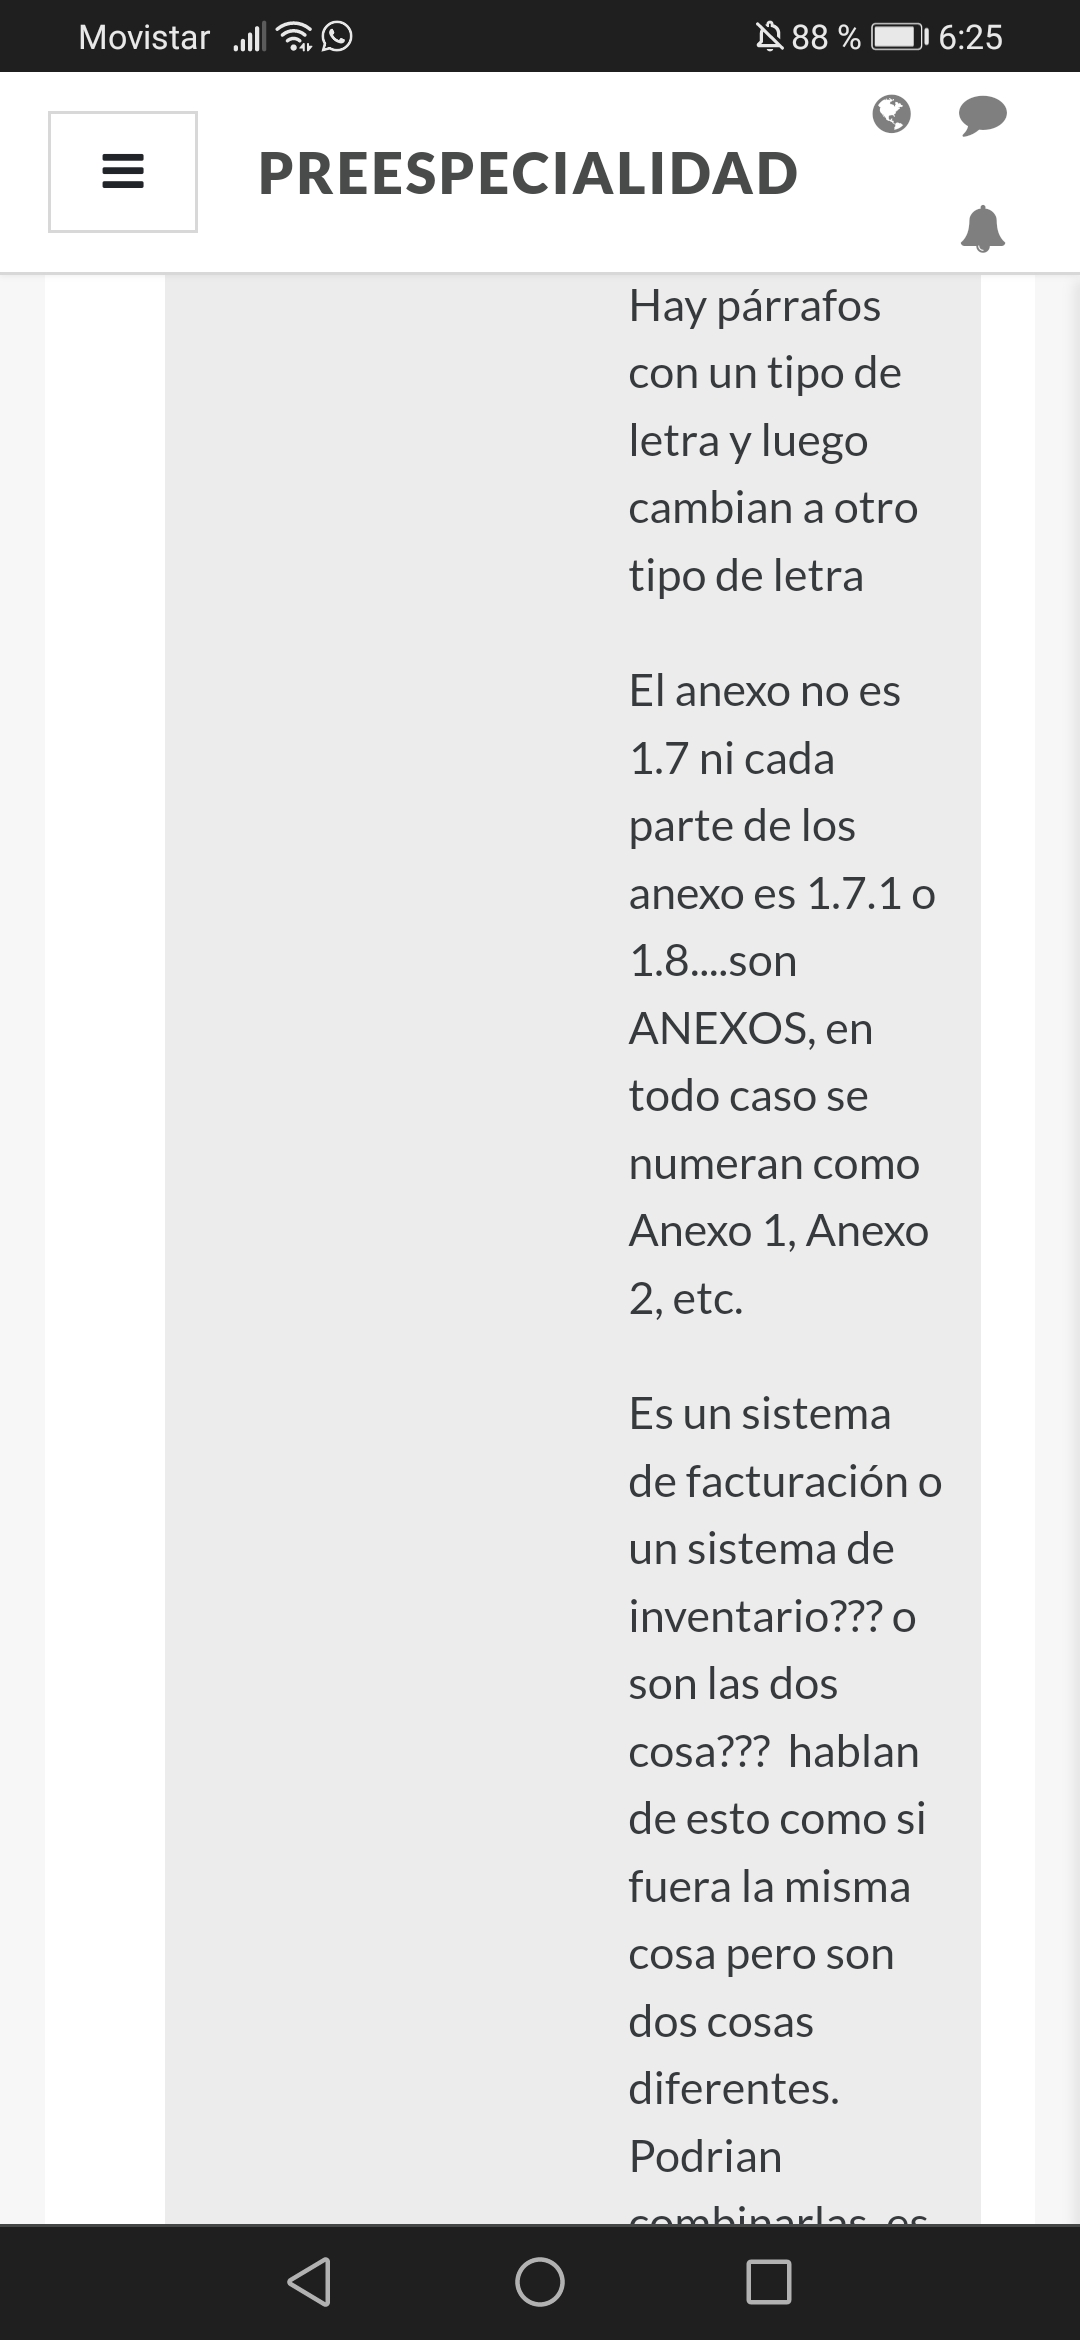 Movistar 88 % 6:25
PREESPECIALIDAD
Hay párrafos
con un tipo de
letra y luego
cambian a otro
tipo de letra
El anexo no es
1.7 ni cada
parte de los
anexo es 1.7.1 o
1.8....son
ANEXOS, en
todo caso se
numeran como
Anexo 1, Anexo
2, etc.
Es un sistema
de facturación o
un sistema de
inventario??? o
son las dos
cosa???  hablan
de esto como si
fuera la misma
cosa pero son
dos cosas
diferentes.
Podrian
combinarlas, es